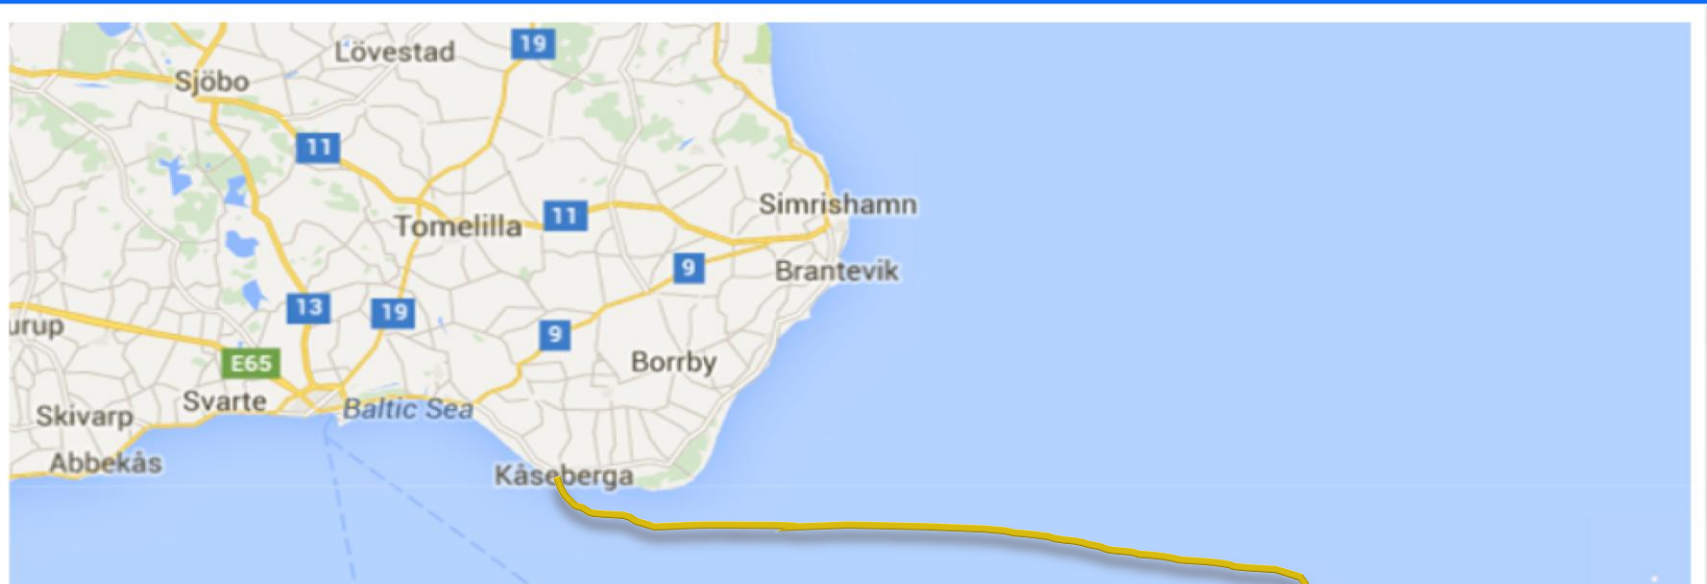 19
Lövestad
Sjöbo
11
Simrishamn
11
Tomelilla
9
Brantevik
13
19
urup
9
E65
Borrby
Svarte
Baltic Sea
Skivarp
Abbekås
Kåseberga